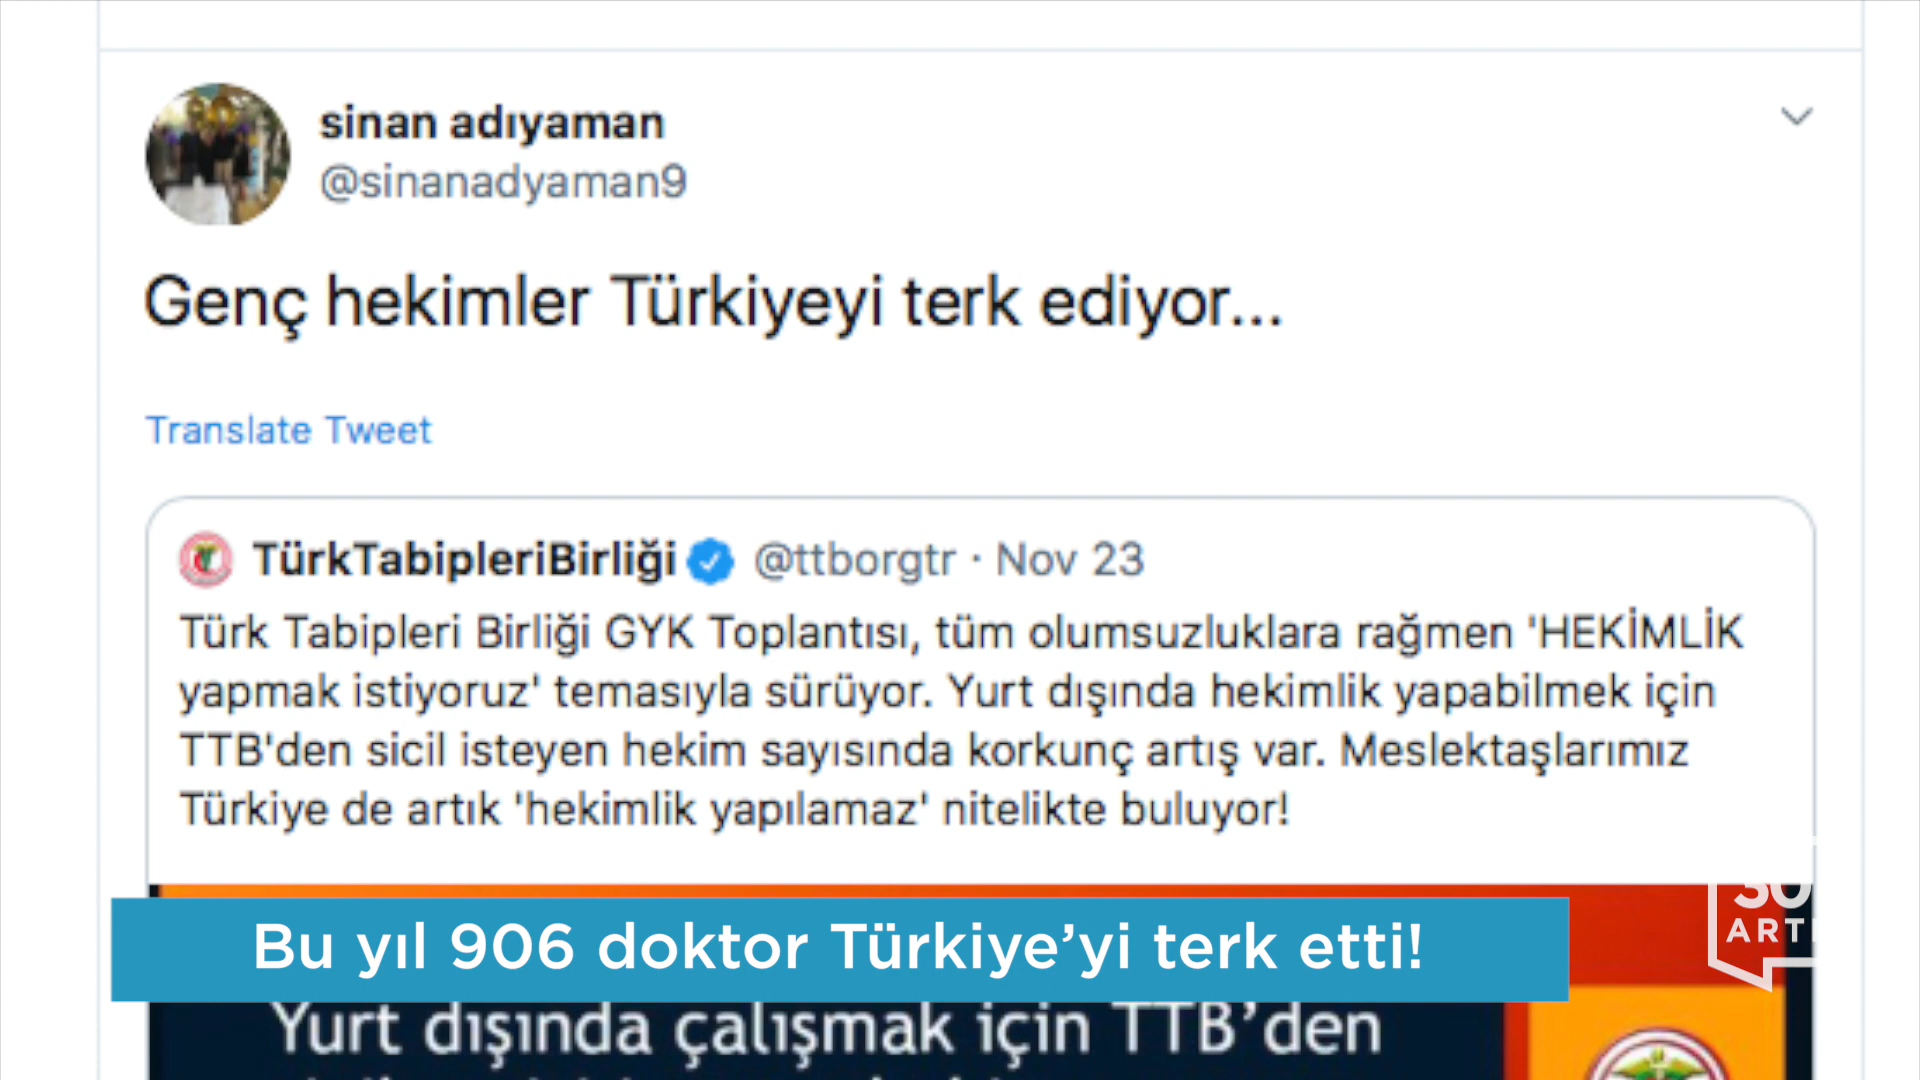 sinan adıyaman
@sinanadyaman9
Genç hekimler Türkiyeyi terk ediyor...
Translate Tweet
TürkTabipleriBirliği @ttborgtr · Nov 23
Türk Tabipleri Birliği GYK Toplantısı, tüm olumsuzluklara rağmen 'HEKİMLİK
yapmak istiyoruz' temasıyla sürüyor. Yurt dışında hekimlik yapabilmek için
TTB'den sicil isteyen hekim sayısında korkunç artış var. Meslektaşlarımız
Türkiye de artık 'hekimlik yapılamaz' nitelikte buluyor!
Bu yıl 906 doktor Türkiye’yi terk etti!
Yurt dışında çalışmak için TTB’den